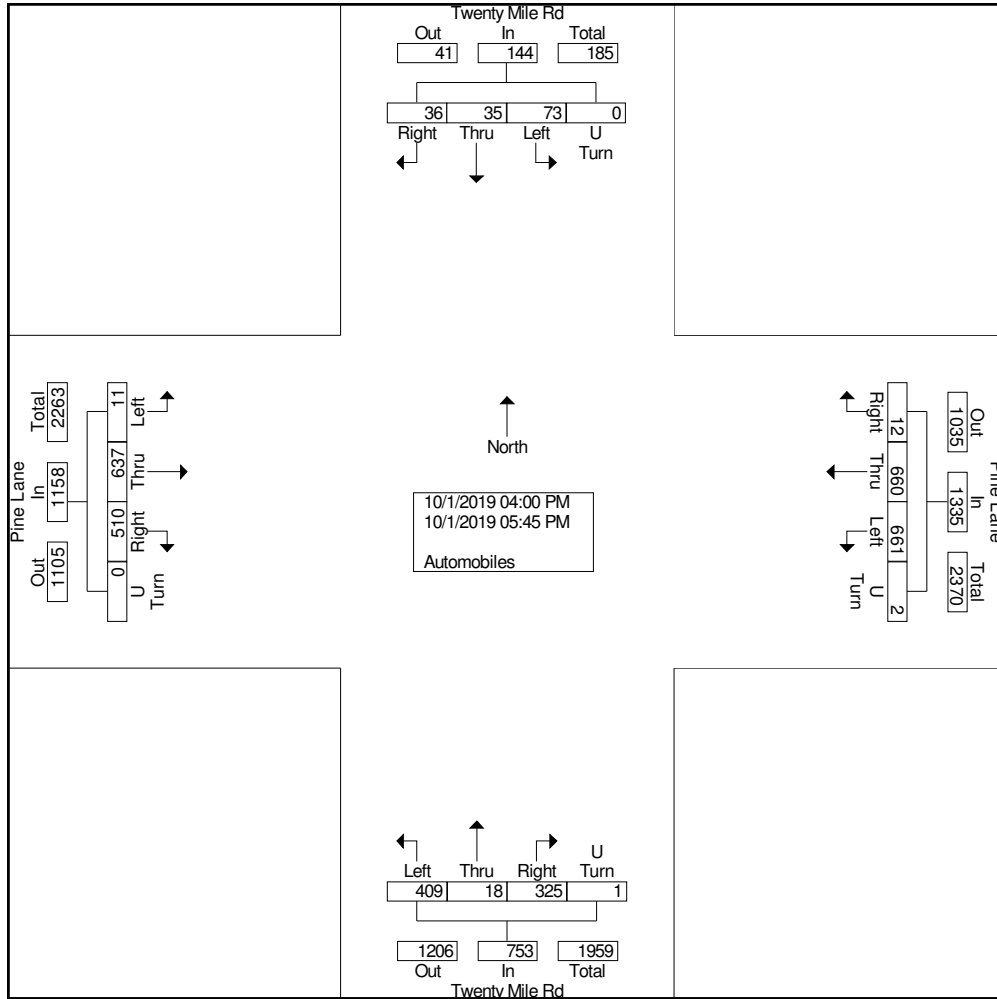 Twenty Mile Rd
Out In Total
41 144 185
36 35 73 0
Right Thru Left U Turn
Pine Lane
Total In Out
2263 1158 1105
11 637 510 0
Left Thru Right U Turn
North
10/1/2019 04:00 PM
10/1/2019 05:45 PM
Automobiles
Right Thru Left U Turn
12 660 661 2
1035 1335 2370
Out In Total
Pine Lane
Left Thru Right U Turn
409 18 325 1
1206 753 1959
Out In Total
Twenty Mile Rd